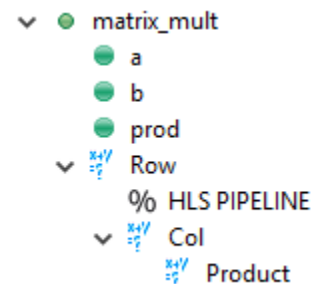 matrix_mult
a
b
prod
Row
% HLS PIPELINE
Col
Product